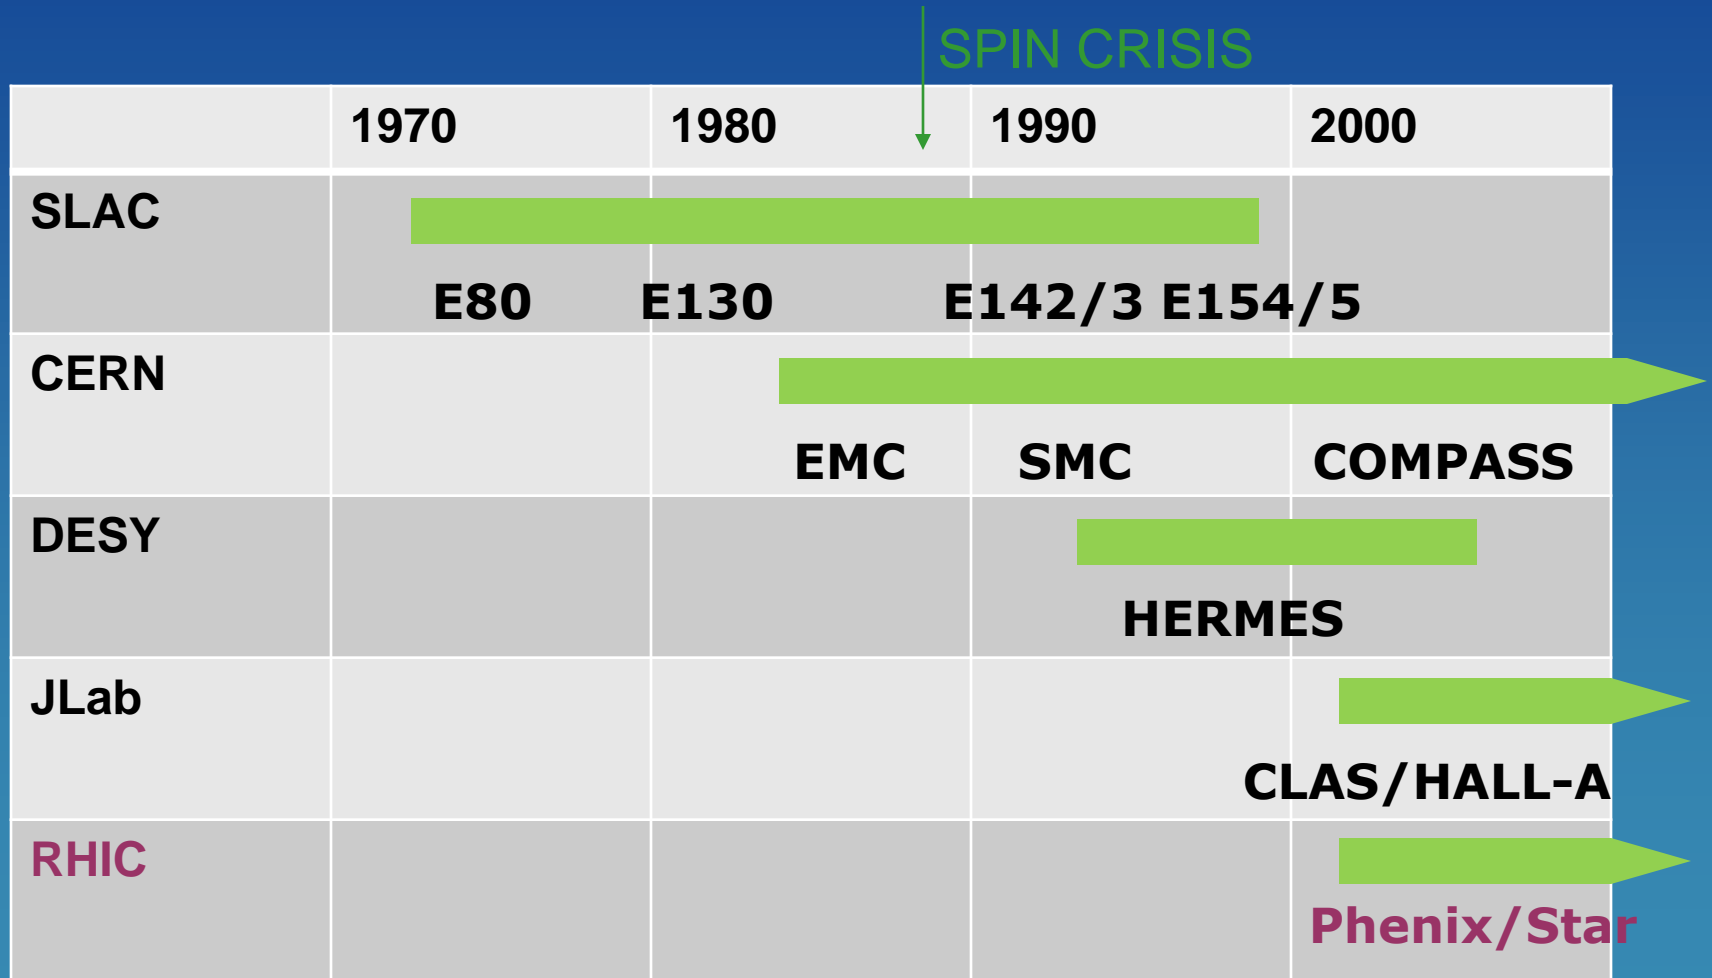 SPIN CRISIS
1970 1980 1990 2000
SLAC
E80 E130 E142/3 E154/5
CERN
EMC SMC COMPASS
DESY
HERMES
JLab
CLAS/HALL-A
RHIC
Phenix/Star